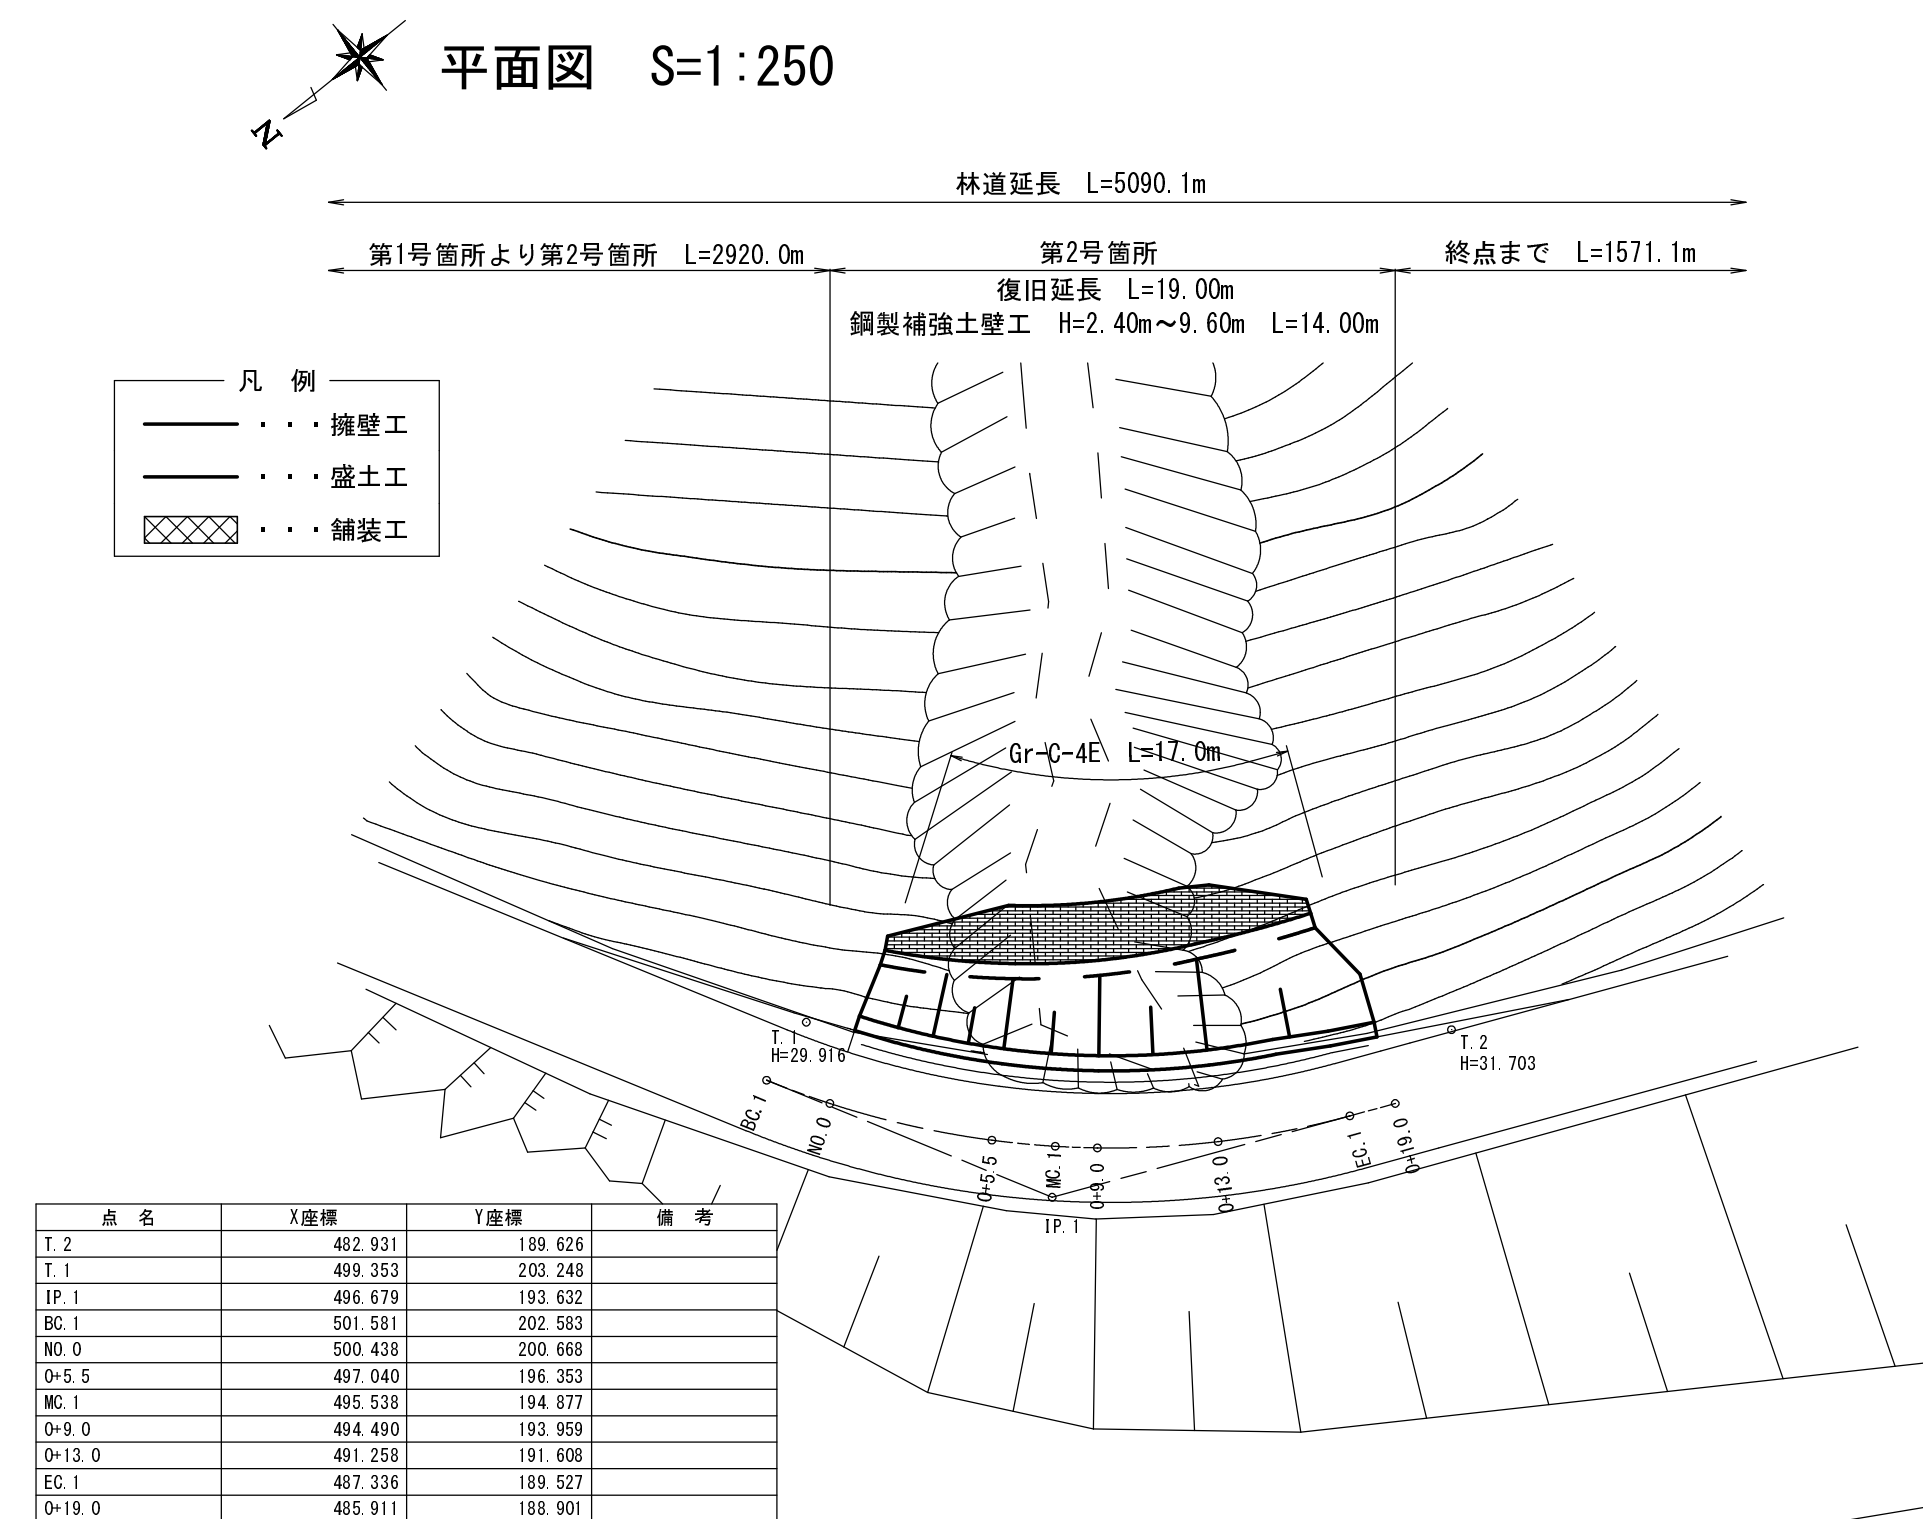 平面図　S=1:250
N
林道延長　L=5090.1m
第1号箇所より第2号箇所　L=2920.0m
第2号箇所
終点まで　L=1571.1m
復旧延長　L=19.00m
鋼製補強土壁工　H=2.40m～9.60m　L=14.00m
凡　例
・・・擁壁工
・・・盛土工
・・・舗装工
Gr-C-4E　L=17.0m
T.1
H=29.916
T.2
H=31.703
BC.1
NO.0
0+5.5
MC.1
0+9.0
0+13.0
EC.1
0+19.0
IP.1
点　名　X座標　Y座標　備　考
T.2　482.931　189.626
T.1　499.353　203.248
IP.1　496.679　193.632
BC.1　501.581　202.583
NO.0　500.438　200.668
0+5.5　497.040　196.353
MC.1　495.538　194.877
0+9.0　494.490　193.959
0+13.0　491.258　191.608
EC.1　487.336　189.527
0+19.0　485.911　188.901